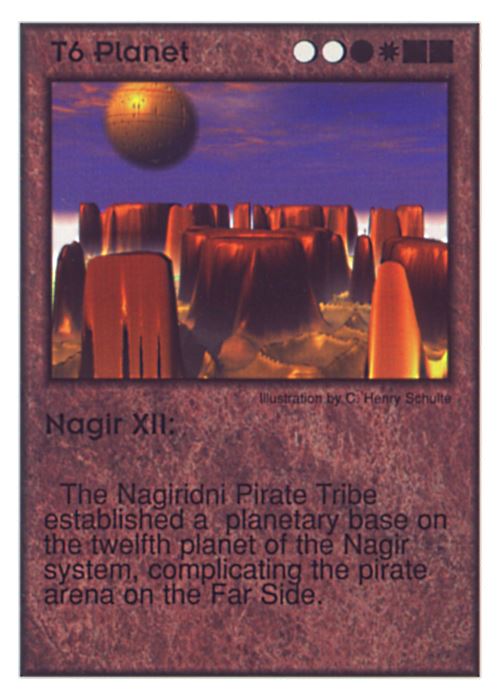 T6 Planet
Illustration by C. Henry Schulte
Nagir XII:
The Nagiridni Pirate Tribe
established a planetary base on
the twelfth planet of the Nagir
system, complicating the pirate
arena on the Far Side.